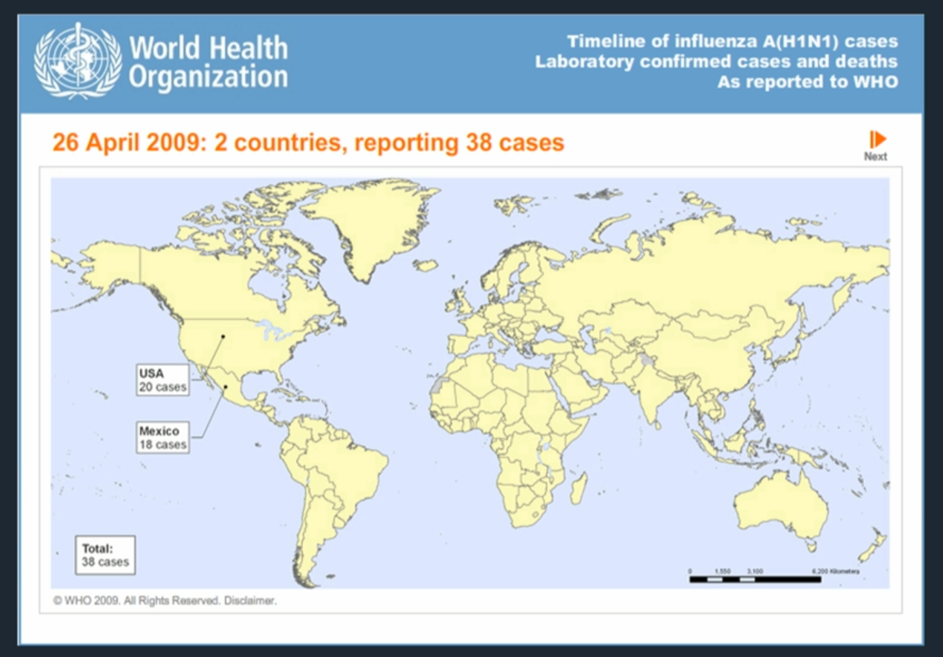 World Health
Organization
Timeline of influenza A(H1N1) cases
Laboratory confirmed cases and deaths
As reported to WHO
26 April 2009: 2 countries, reporting 38 cases
Next
USA
20 cases
Mexico
18 cases
Total:
38 cases
0 1,550 3,100 6,200 Kilometers
© WHO 2009. All Rights Reserved. Disclaimer.